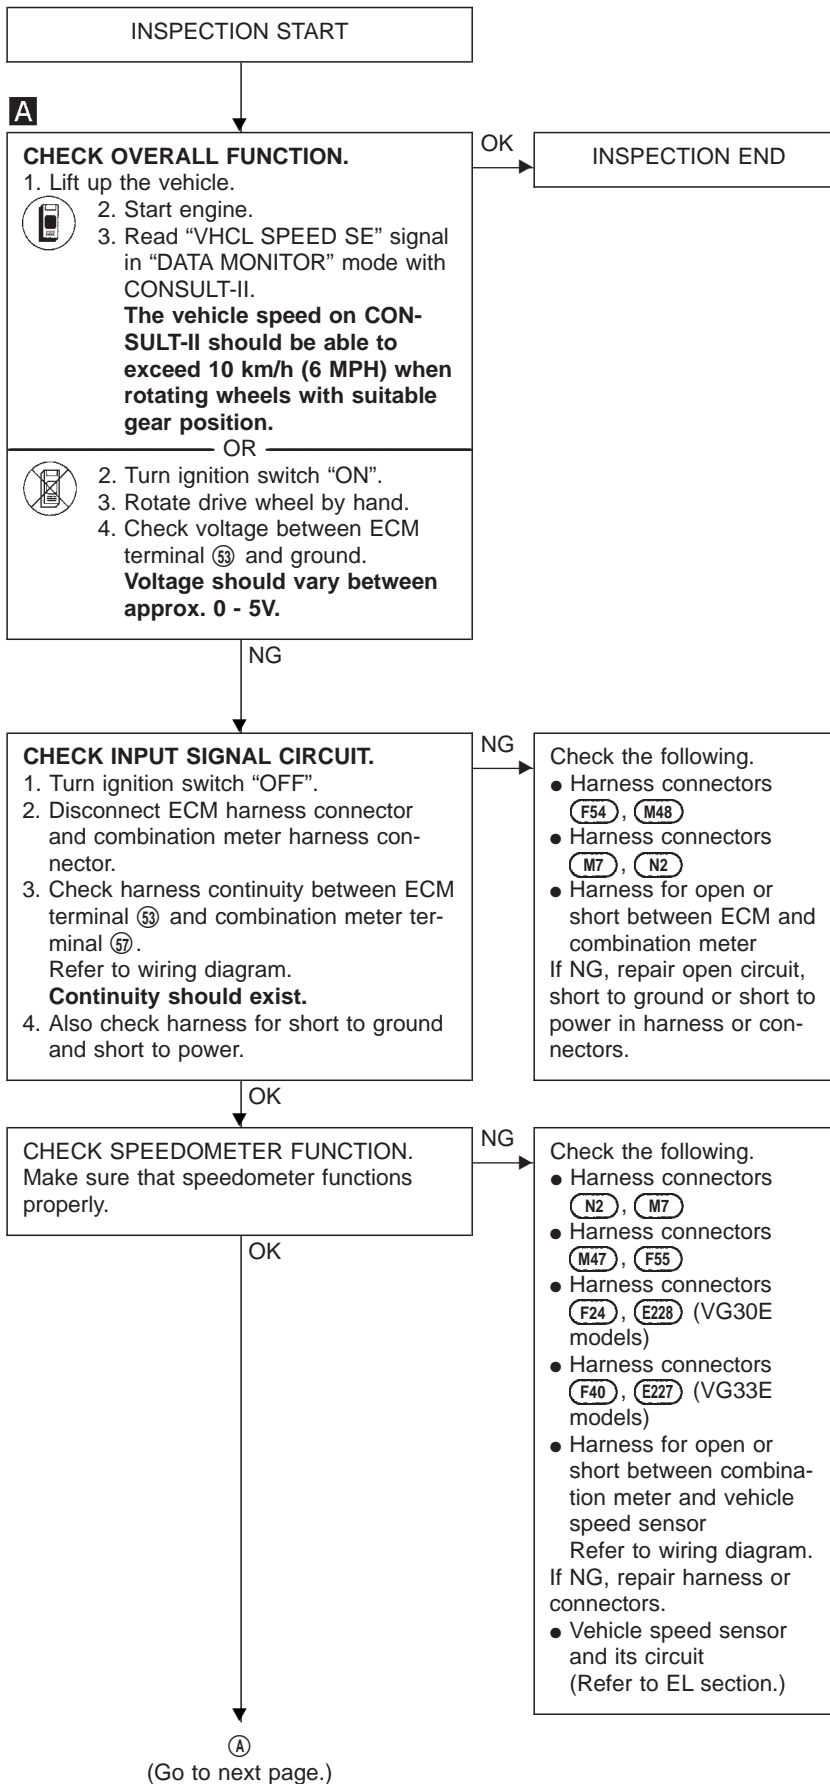 INSPECTION START
A
CHECK OVERALL FUNCTION.
1. Lift up the vehicle.
2. Start engine.
3. Read “VHCL SPEED SE” signal
in “DATA MONITOR” mode with
CONSULT-II.
The vehicle speed on CON-
SULT-II should be able to
exceed 10 km/h (6 MPH) when
rotating wheels with suitable
gear position.
OR
2. Turn ignition switch “ON”.
3. Rotate drive wheel by hand.
4. Check voltage between ECM
terminal 53 and ground.
Voltage should vary between
approx. 0 - 5V.
OK
INSPECTION END
NG
CHECK INPUT SIGNAL CIRCUIT.
1. Turn ignition switch “OFF”.
2. Disconnect ECM harness connector
and combination meter harness con-
nector.
3. Check harness continuity between ECM
terminal 53 and combination meter ter-
minal 57.
Refer to wiring diagram.
Continuity should exist.
4. Also check harness for short to ground
and short to power.
NG
Check the following.
● Harness connectors
F54, M48
● Harness connectors
M7, N2
● Harness for open or
short between ECM and
combination meter
If NG, repair open circuit,
short to ground or short to
power in harness or con-
nectors.
OK
CHECK SPEEDOMETER FUNCTION.
Make sure that speedometer functions
properly.
NG
Check the following.
● Harness connectors
N2, M7
● Harness connectors
M47, F55
● Harness connectors
F24, E228 (VG30E
models)
● Harness connectors
F40, E227 (VG33E
models)
● Harness for open or
short between combina-
tion meter and vehicle
speed sensor
Refer to wiring diagram.
If NG, repair harness or
connectors.
● Vehicle speed sensor
and its circuit
(Refer to EL section.)
OK
Ⓐ
(Go to next page.)